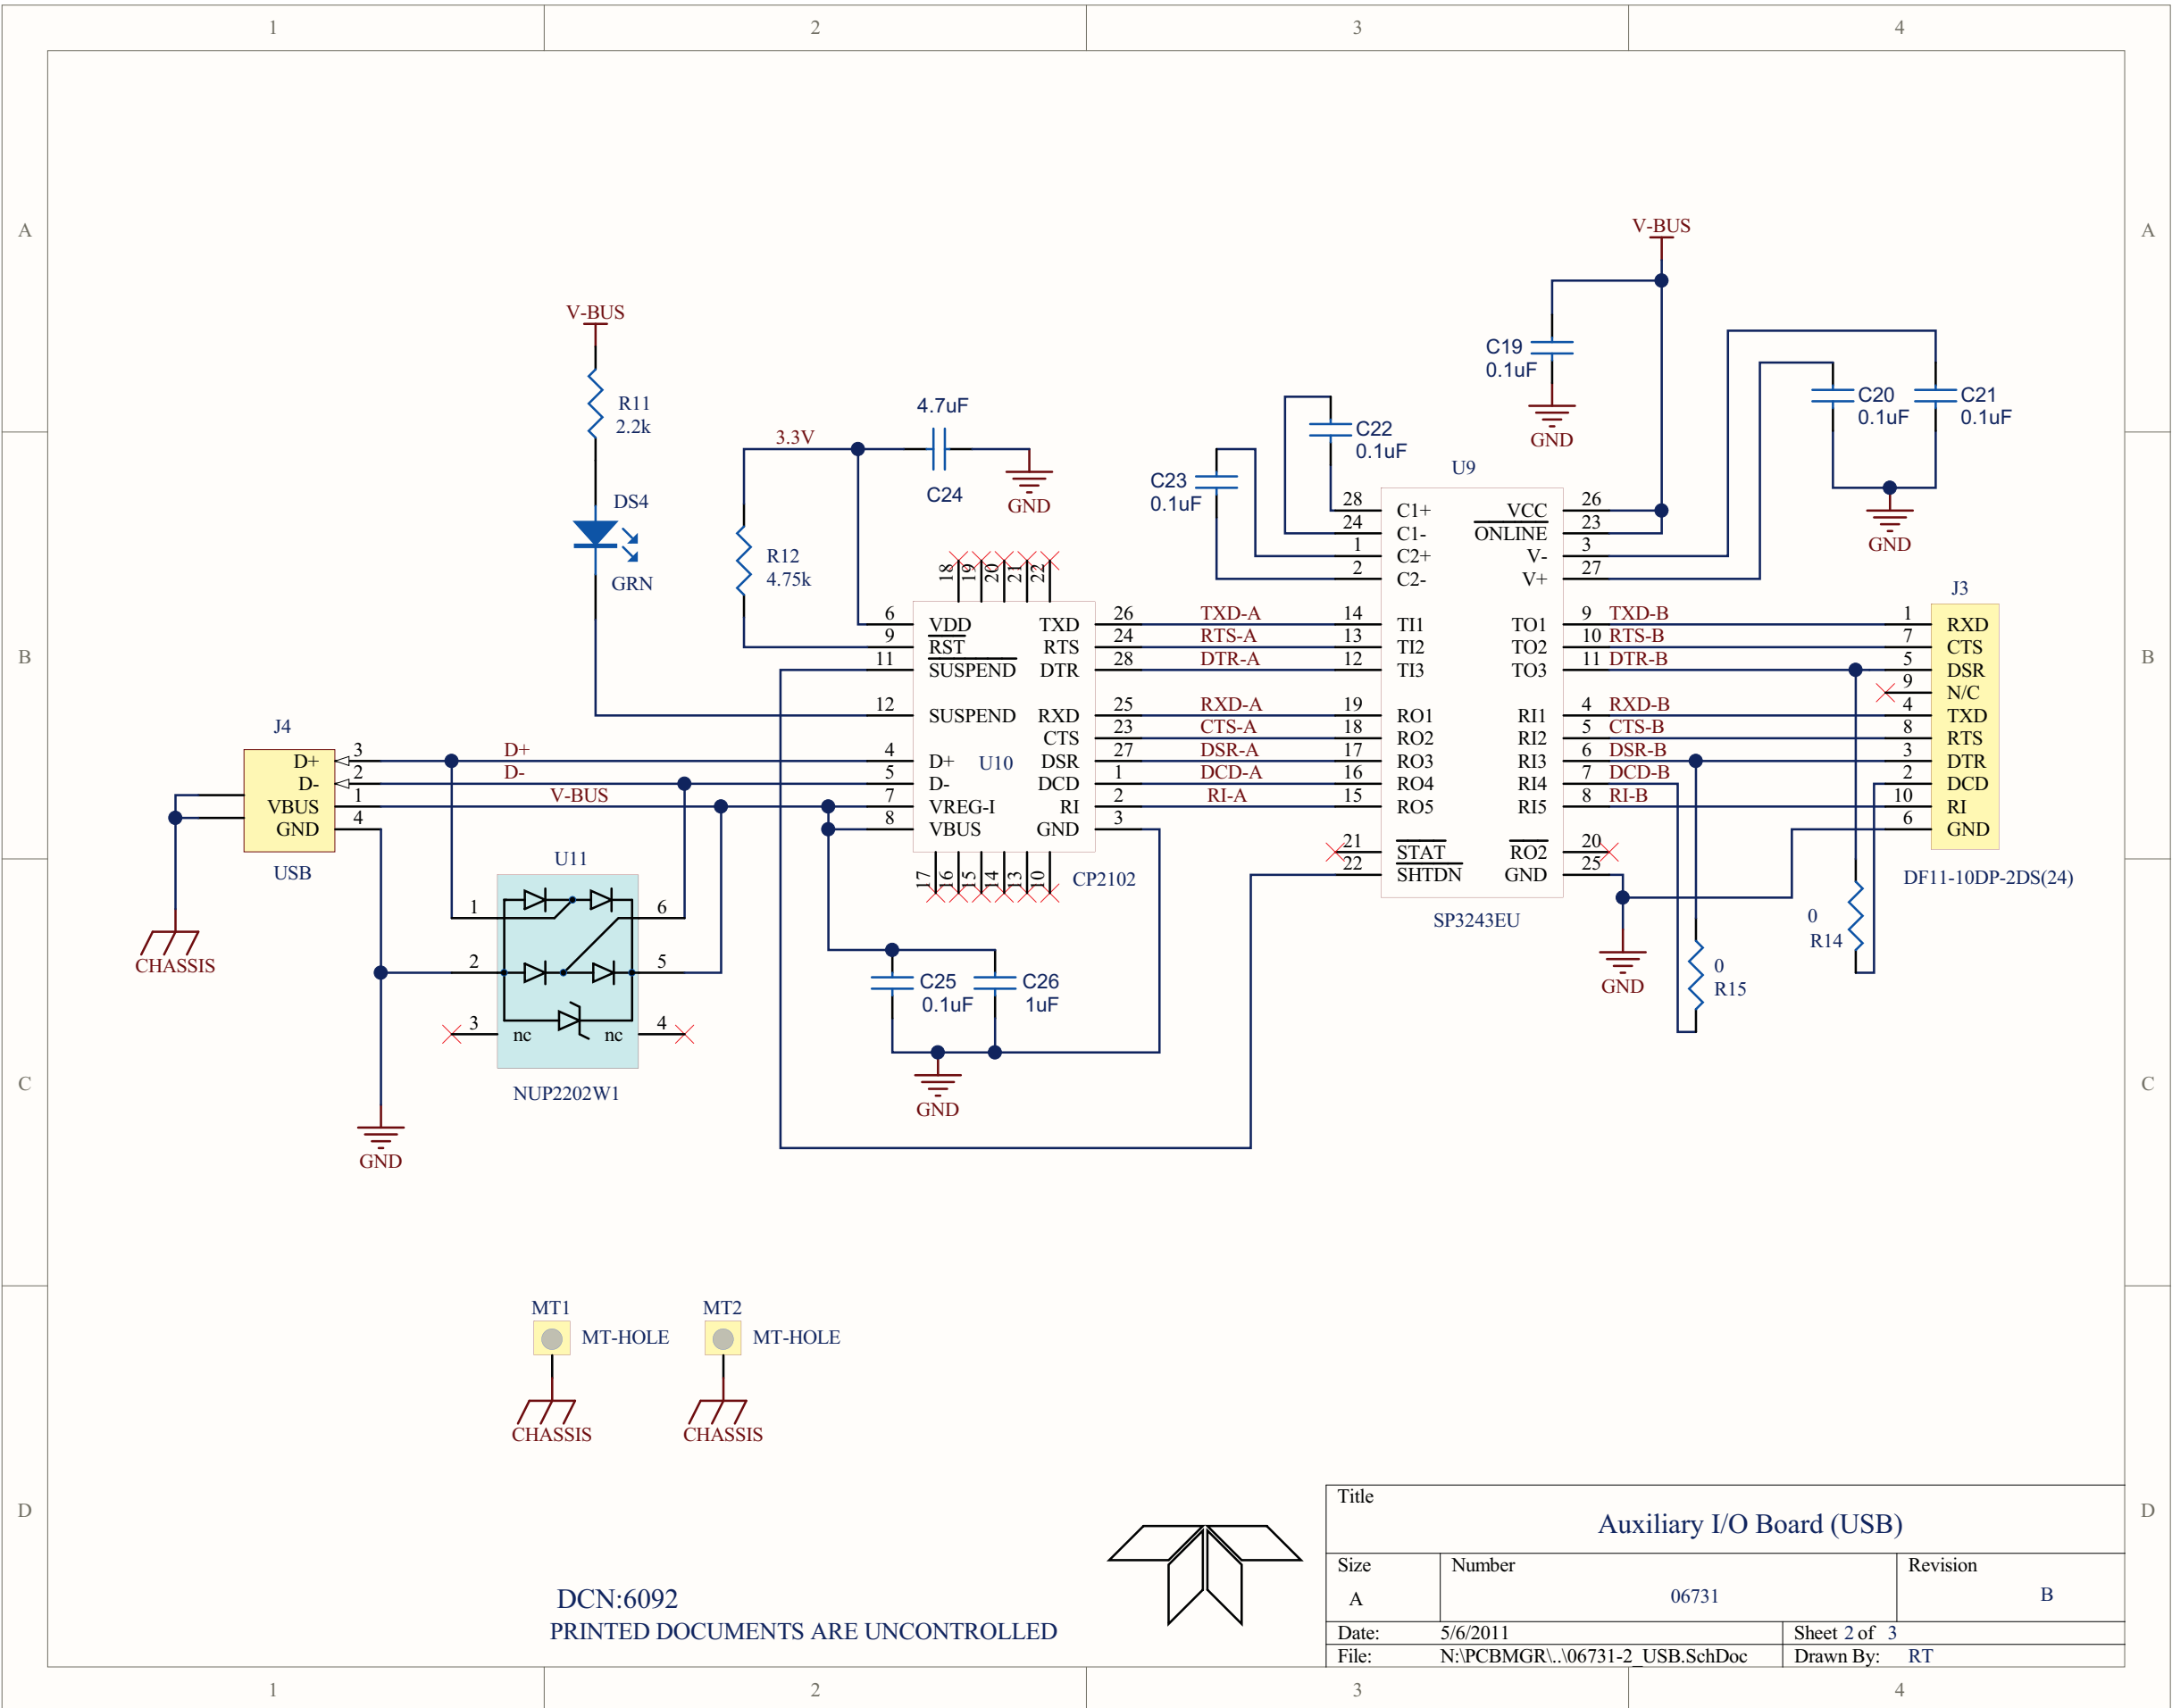 1 2 3 4
A A
V-BUS
V-BUS
C19
0.1uF
GND
C20
0.1uF
C21
0.1uF
R11
2.2k
4.7uF
3.3V
C24
GND
C22
0.1uF
C23
0.1uF
GND
DS4
GRN
R12
4.75k
U9
28 C1+ VCC 26
24 C1- ONLINE 23
1 C2+ V- 3
2 C2- V+ 27
14 TI1 TO1 9 TXD-B
13 TI2 TO2 10 RTS-B
12 TI3 TO3 11 DTR-B
19 RO1 RI1 4 RXD-B
18 RO2 RI2 5 CTS-B
17 RO3 RI3 6 DSR-B
16 RO4 RI4 7 DCD-B
15 RO5 RI5 8 RI-B
21 STAT RO2 20
22 SHTDN GND 25
SP3243EU
GND
J3
1 RXD
7 CTS
5 DSR
9 N/C
4 TXD
8 RTS
3 DTR
2 DCD
10 RI
6 GND
DF11-10DP-2DS(24)
0
R14
0
R15
B B
18 19 20 21 22
6 VDD TXD 26 TXD-A
9 RST RTS 24 RTS-A
11 SUSPEND DTR 28 DTR-A
12 SUSPEND RXD 25 RXD-A
CTS 23 CTS-A
4 D+ U10 DSR 27 DSR-A
5 D- DCD 1 DCD-A
7 VREG-I RI 2 RI-A
8 VBUS GND 3
17 16 15 14 13 10
CP2102
J4
D+ 3 D+
D- 2 D-
VBUS 1 V-BUS
GND 4
USB
CHASSIS
U11
1 6
2 5
3 nc nc 4
NUP2202W1
GND
C25
0.1uF
C26
1uF
GND
C C
MT1
MT-HOLE
CHASSIS
MT2
MT-HOLE
CHASSIS
D D
DCN:6092
PRINTED DOCUMENTS ARE UNCONTROLLED
Title
Auxiliary I/O Board (USB)
Size Number Revision
A 06731 B
Date: 5/6/2011 Sheet 2 of 3
File: N:\PCBMGR\..\06731-2_USB.SchDoc Drawn By: RT
1 2 3 4